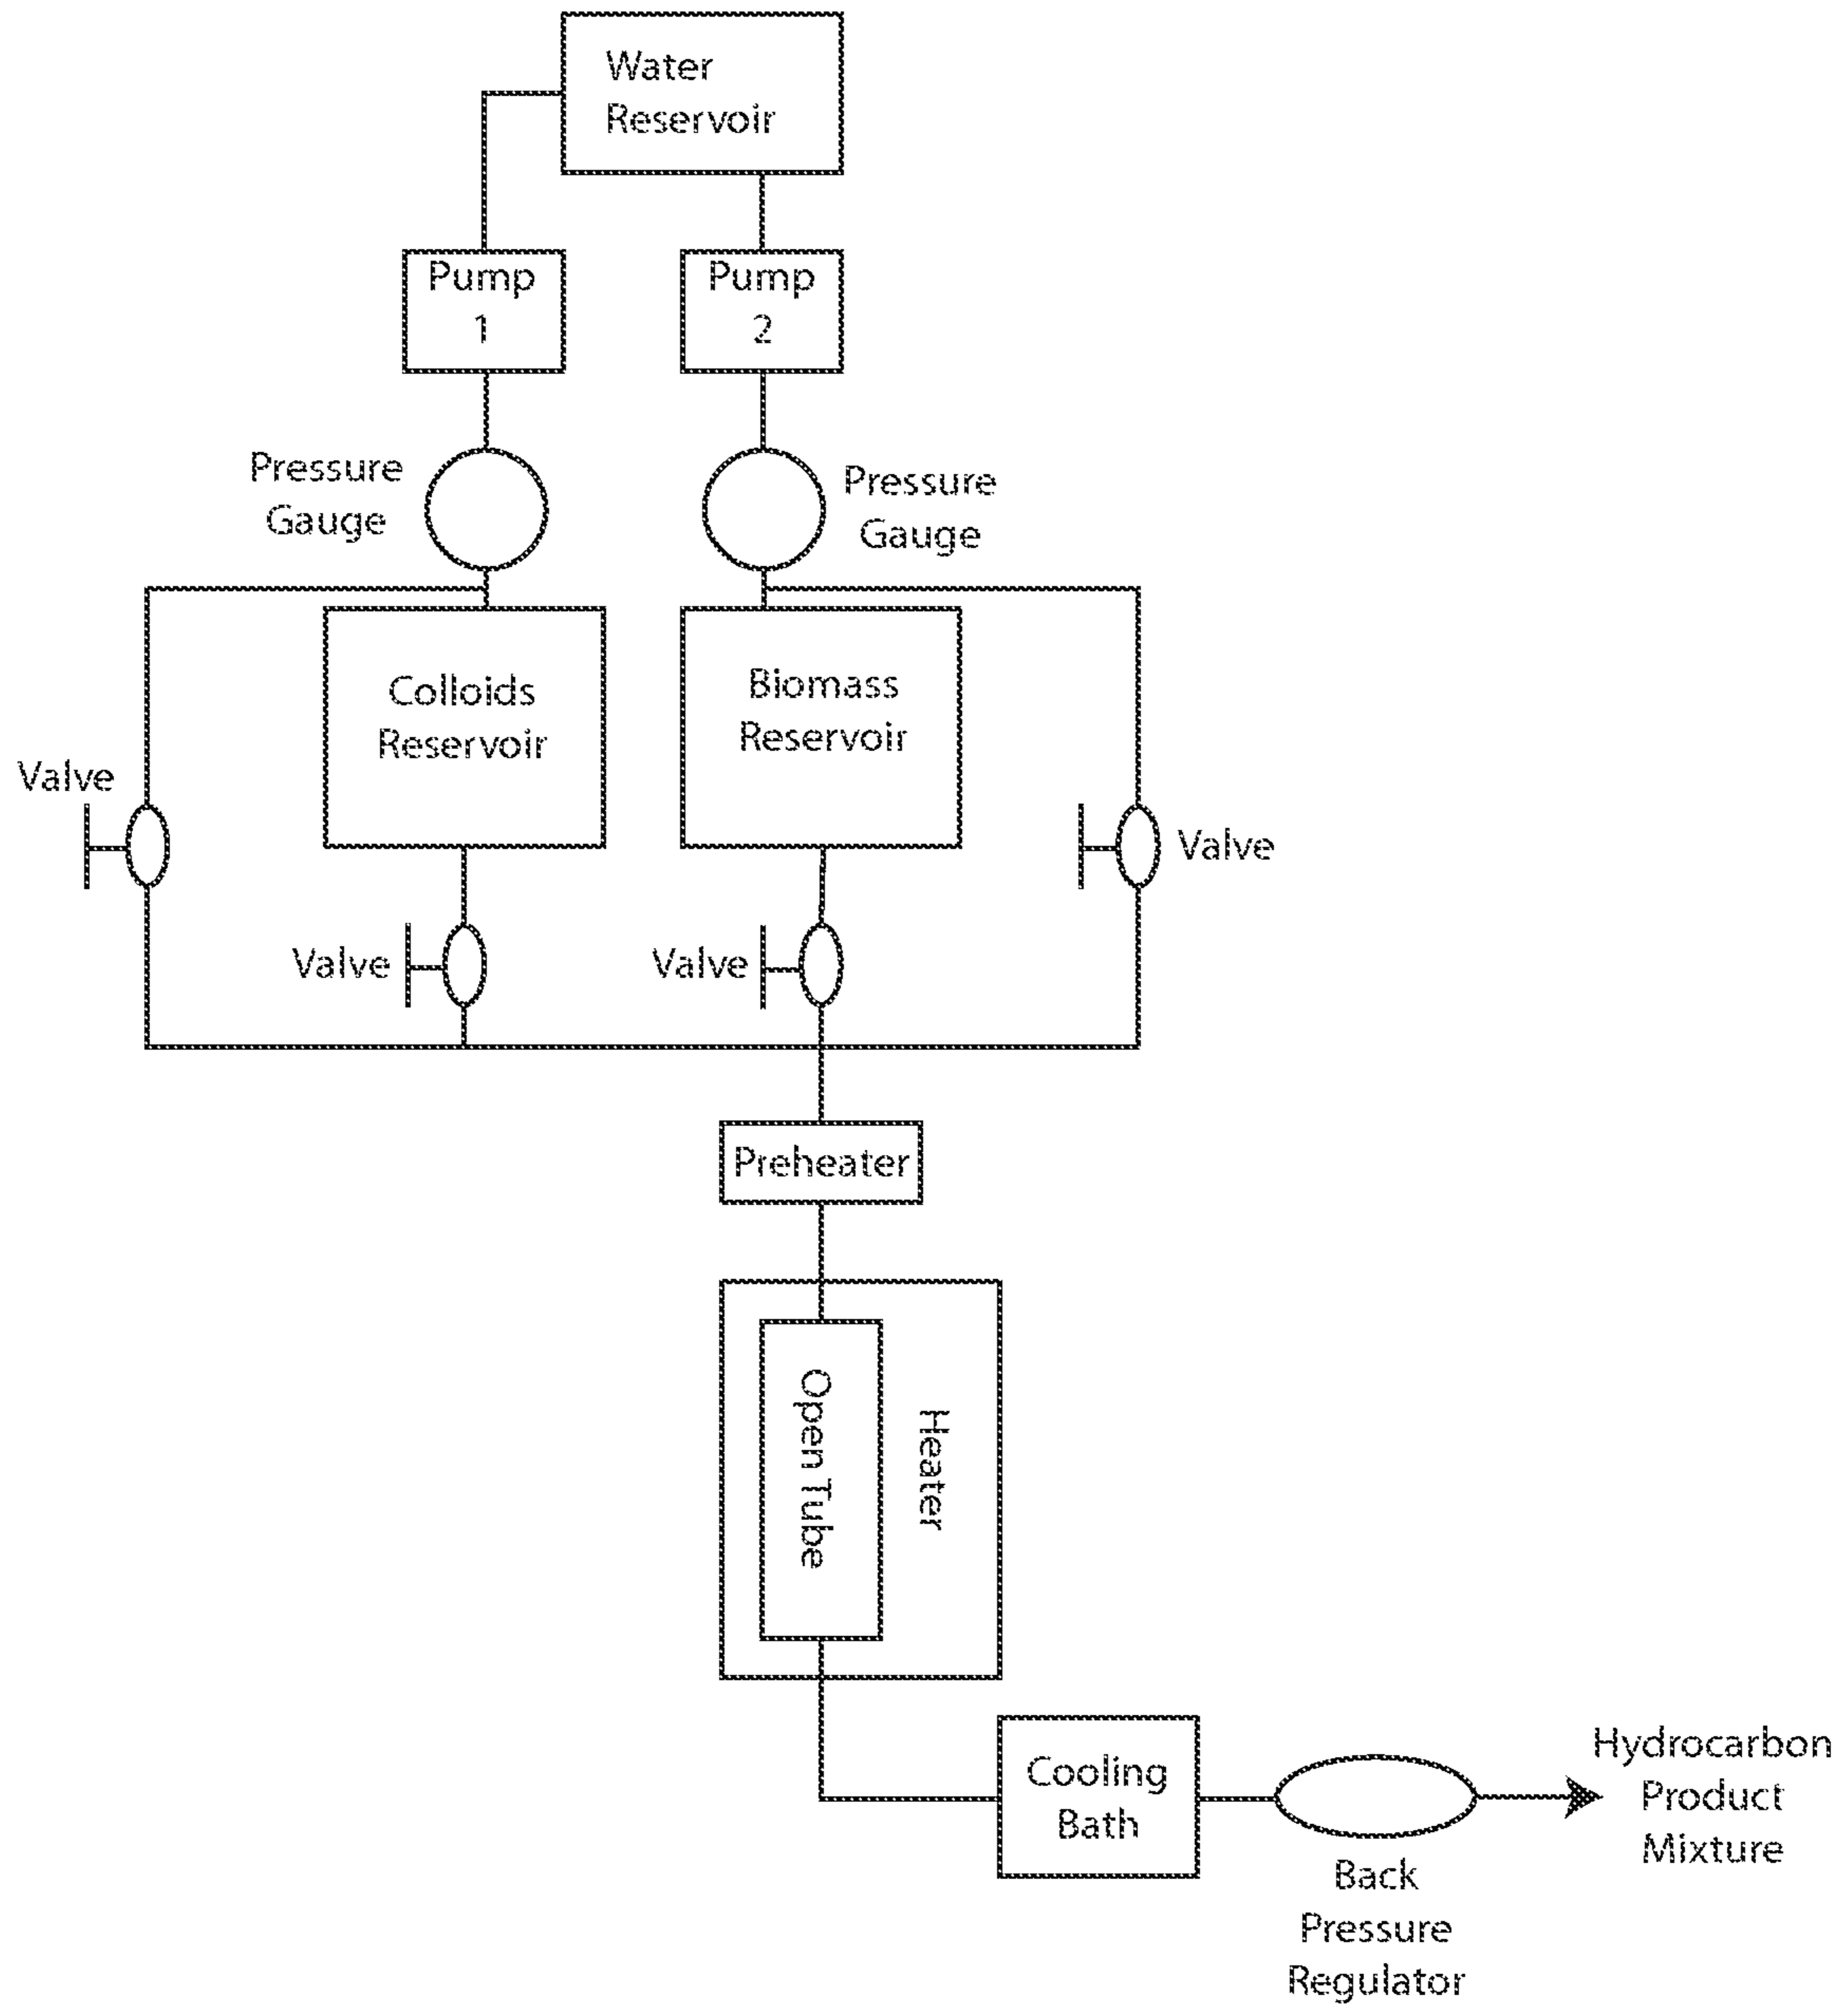 Water
Reservoir
Pump
1
Pump
2
Pressure
Gauge
Pressure
Gauge
Colloids
Reservoir
Biomass
Reservoir
Valve
Valve
Valve
Valve
Preheater
Open Tube
Heater
Cooling
Bath
Hydrocarbon
Product
Mixture
Back
Pressure
Regulator